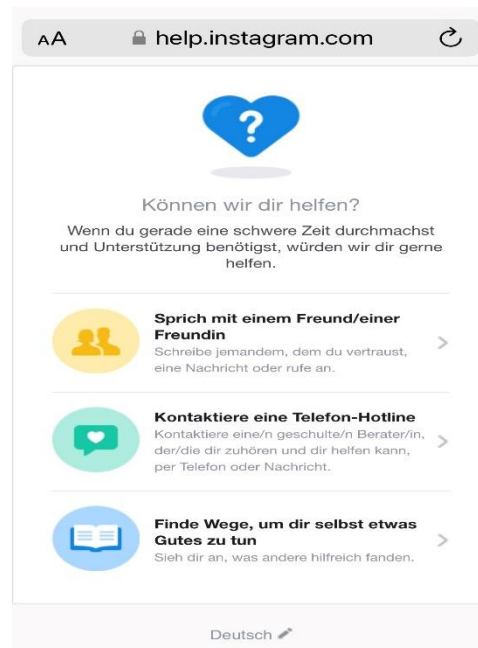 AA help.instagram.com
?
Können wir dir helfen?
Wenn du gerade eine schwere Zeit durchmachst
und Unterstützung benötigst, würden wir dir gerne
helfen.
Sprich mit einem Freund/einer
Freundin
Schreibe jemandem, dem du vertraust,
eine Nachricht oder rufe an.
Kontaktiere eine Telefon-Hotline
Kontaktiere eine/n geschulte/n Berater/in,
der/die dir zuhören und dir helfen kann,
per Telefon oder Nachricht.
Finde Wege, um dir selbst etwas
Gutes zu tun
Sieh dir an, was andere hilfreich fanden.
Deutsch